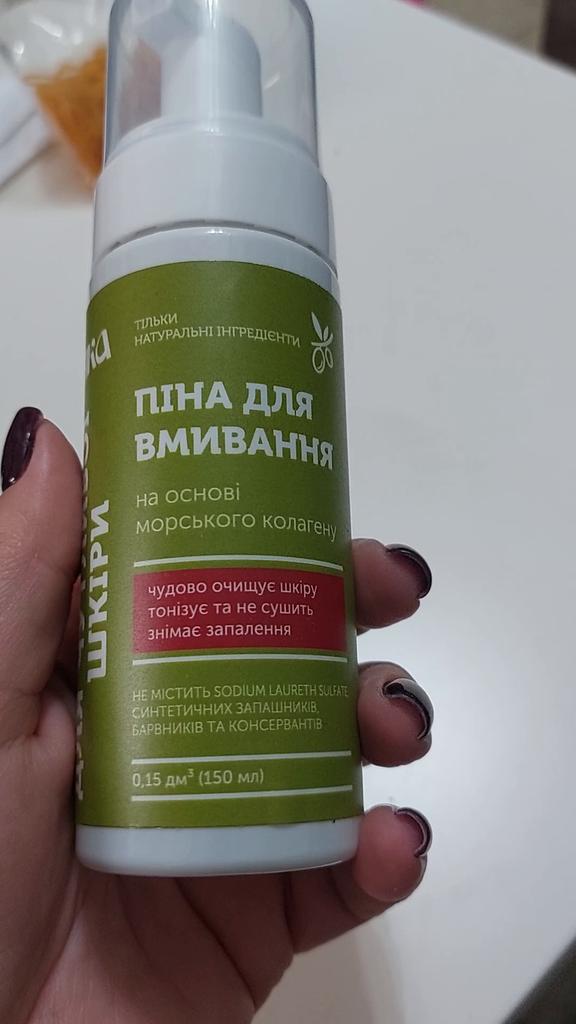 ТІЛЬКИ
НАТУРАЛЬНІ ІНГРЕДІЄНТИ
ПІНА ДЛЯ
ВМИВАННЯ
на основі
морського колагену
чудово очищує шкіру
тонізує та не сушить
знімає запалення
НЕ МІСТИТЬ SODIUM LAURETH SULFATE
СИНТЕТИЧНИХ ЗАПАШНИКІВ,
БАРВНИКІВ ТА КОНСЕРВАНТІВ
0,15 дм³ (150 мл)
ШКІРИ